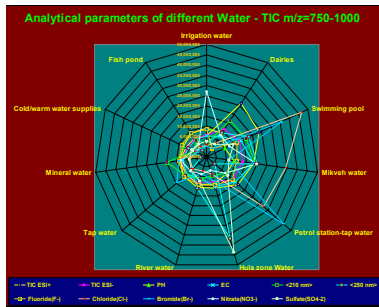 Analytical parameters of different Water - TIC m/z=750-1000
Irrigation water
Dairies
Swimming pool
Mikveh water
Petrol station-tap water
Hula zone Water
River water
Tap water
Mineral water
Cold/warm water supplies
Fish pond
TIC ESI+
TIC ESI-
PH
EC
<210 nm>
<250 nm>
Fluoride(F-)
Chloride(Cl-)
Bromide(Br-)
Nitrate(NO3-)
Sulfate(SO4-2)